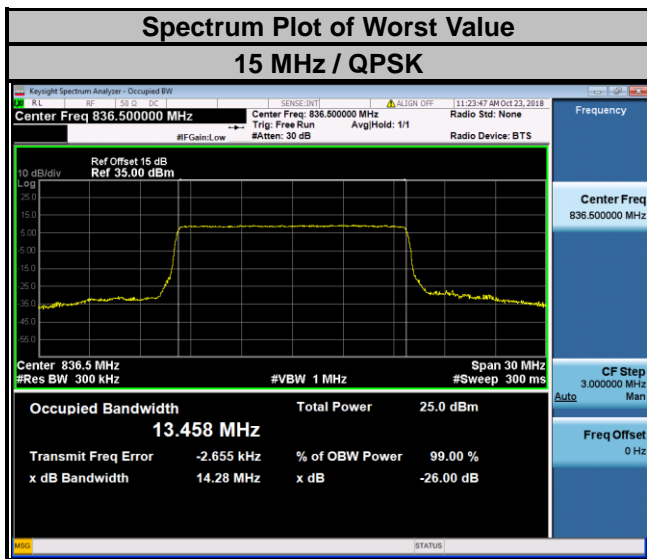 Spectrum Plot of Worst Value
15 MHz / QPSK
Keysight Spectrum Analyzer - Occupied BW
RL RF 50 Ω DC SENSE:INT ALIGN OFF 11:23:47 AM Oct 23, 2018
Center Freq 836.500000 MHz
Center Freq: 836.500000 MHz
Radio Std: None
Trig: Free Run Avg|Hold: 1/1
#IFGain:Low #Atten: 30 dB Radio Device: BTS
Frequency
Ref Offset 15 dB
10 dB/div Ref 35.00 dBm
Log
25.0
15.0
5.00
-5.00
-15.0
-25.0
-35.0
-45.0
-55.0
Center 836.5 MHz Span 30 MHz
#Res BW 300 kHz #VBW 1 MHz #Sweep 300 ms
Center Freq
836.500000 MHz
CF Step
3.000000 MHz
Auto Man
Freq Offset
0 Hz
Occupied Bandwidth Total Power 25.0 dBm
13.458 MHz
Transmit Freq Error -2.655 kHz % of OBW Power 99.00 %
x dB Bandwidth 14.28 MHz x dB -26.00 dB
MSG STATUS